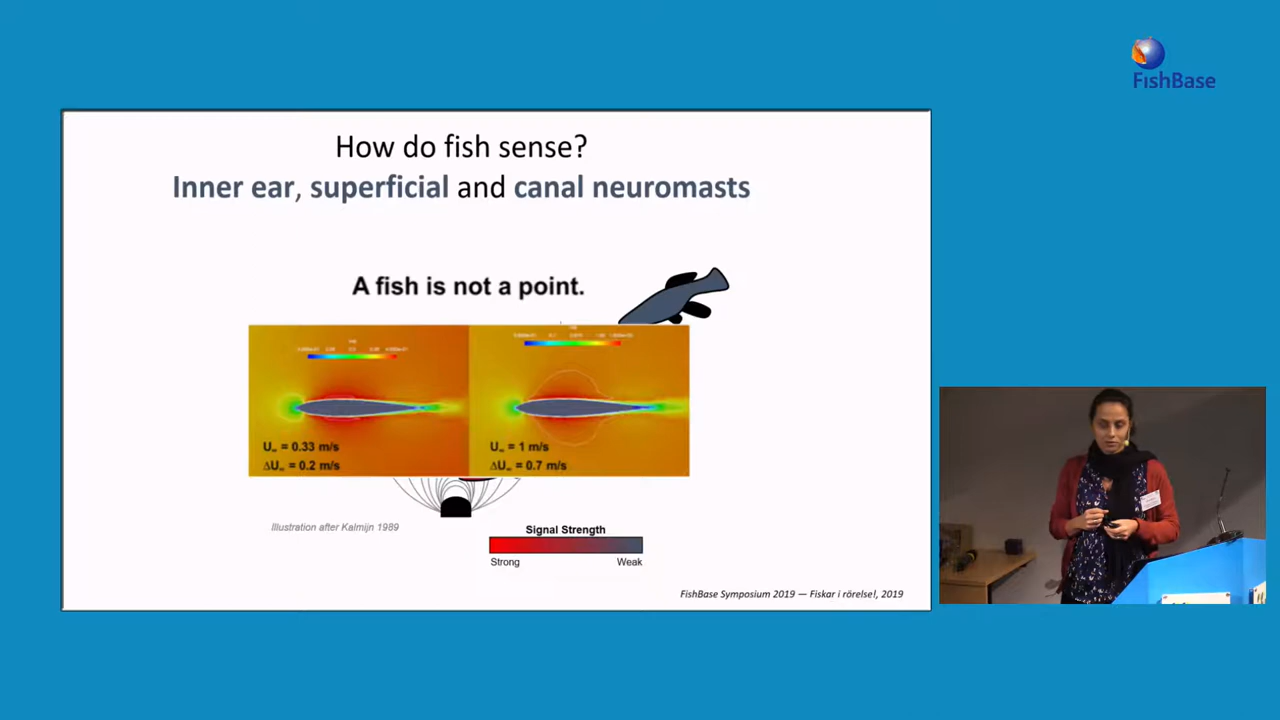 FishBase
How do fish sense?
Inner ear, superficial and canal neuromasts
A fish is not a point.
U∞ = 0.33 m/s
ΔU∞ = 0.2 m/s
U∞ = 1 m/s
ΔU∞ = 0.7 m/s
Illustration after Kalmijn 1989
Signal Strength
Strong
Weak
FishBase Symposium 2019 — Fiskar i rörelse!, 2019